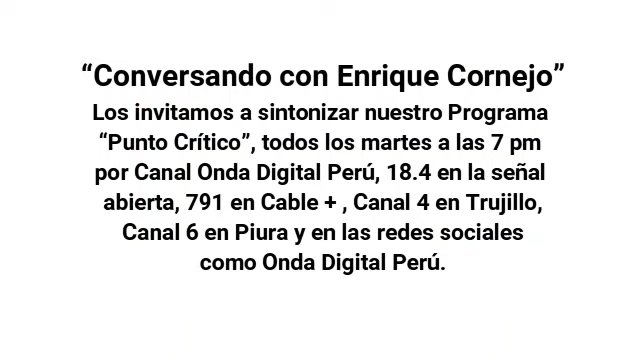 “Conversando con Enrique Cornejo”
Los invitamos a sintonizar nuestro Programa
“Punto Crítico”, todos los martes a las 7 pm
por Canal Onda Digital Perú, 18.4 en la señal
abierta, 791 en Cable + , Canal 4 en Trujillo,
Canal 6 en Piura y en las redes sociales
como Onda Digital Perú.